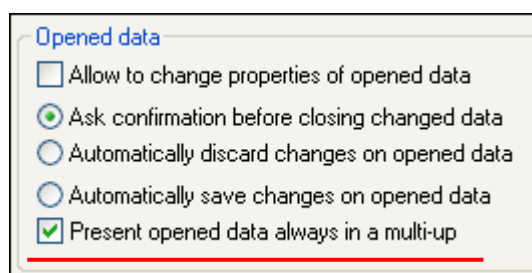 Opened data
Allow to change properties of opened data
Ask confirmation before closing changed data
Automatically discard changes on opened data
Automatically save changes on opened data
Present opened data always in a multi-up